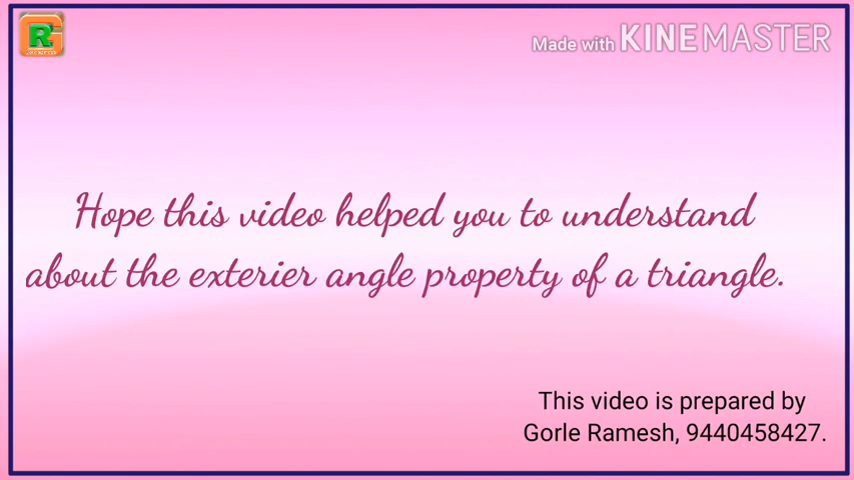 Made with KINEMASTER
Hope this video helped you to understand
about the exterier angle property of a triangle.
This video is prepared by
Gorle Ramesh, 9440458427.